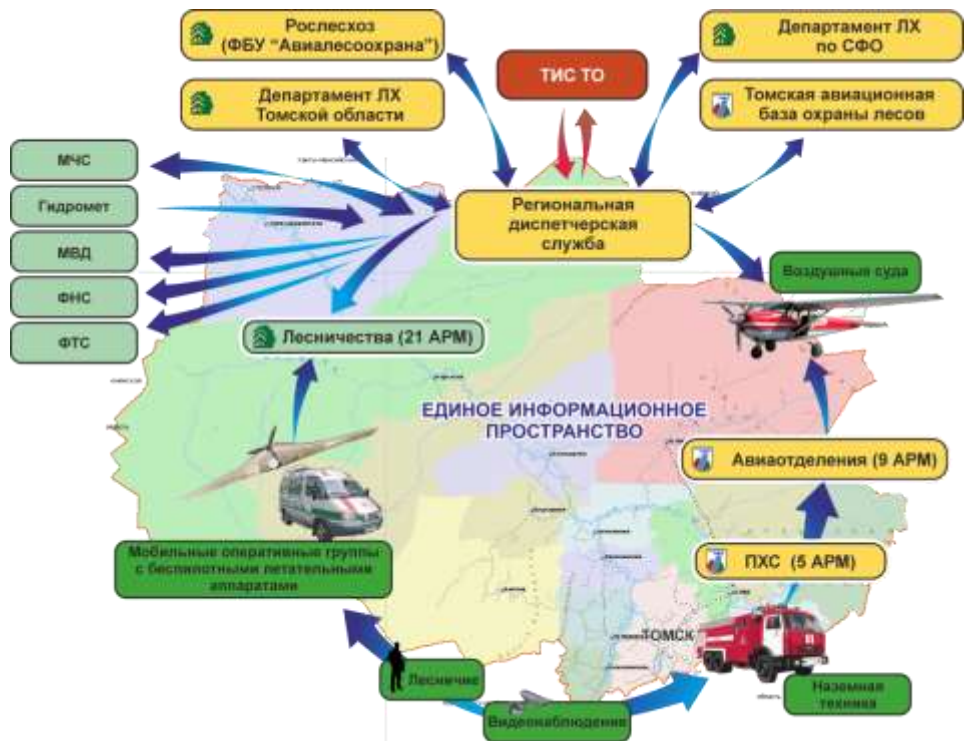 Рослесхоз
(ФБУ "Авиалесоохрана")
Департамент ЛХ
по СФО
ТИС ТО
Департамент ЛХ
Томской области
Томская авиационная
база охраны лесов
МЧС
Гидромет
МВД
ФНС
ФТС
Региональная
диспетчерская
служба
Воздушные суда
Лесничества (21 АРМ)
ЕДИНОЕ ИНФОРМАЦИОННОЕ
ПРОСТРАНСТВО
Авиаотделения (9 АРМ)
Мобильные оперативные группы
с беспилотными летательными
аппаратами
ПХС (5 АРМ)
ТОМСК
Лесничие
Наземная
техника
Видеонаблюдение